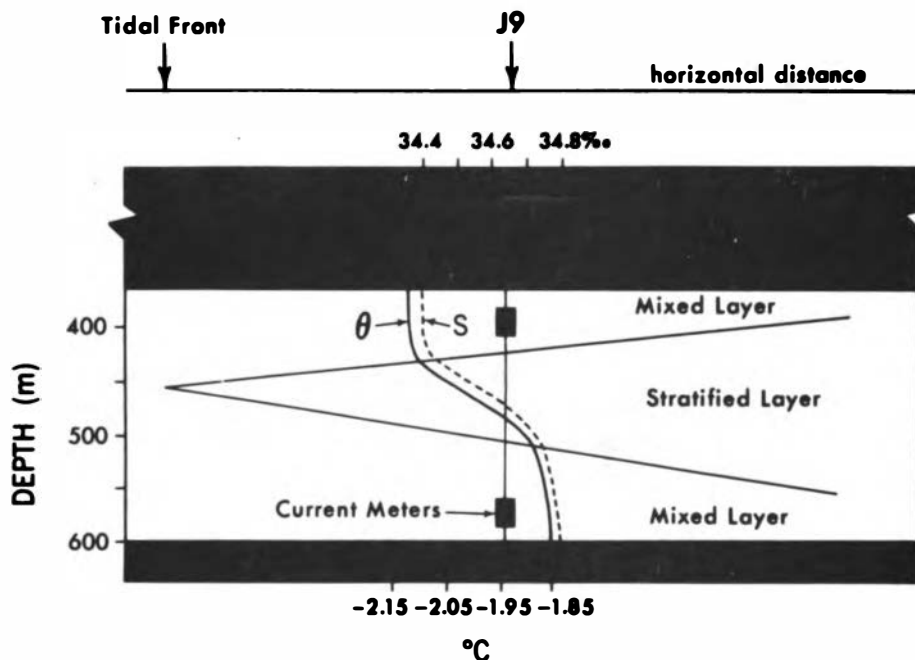 Tidal Front J9
horizontal distance
34.4 34.6 34.8‰
Mixed Layer
400
θ S
Stratified Layer
DEPTH (m)
500
Current Meters
Mixed Layer
600
-2.15 -2.05 -1.95 -1.85
°C